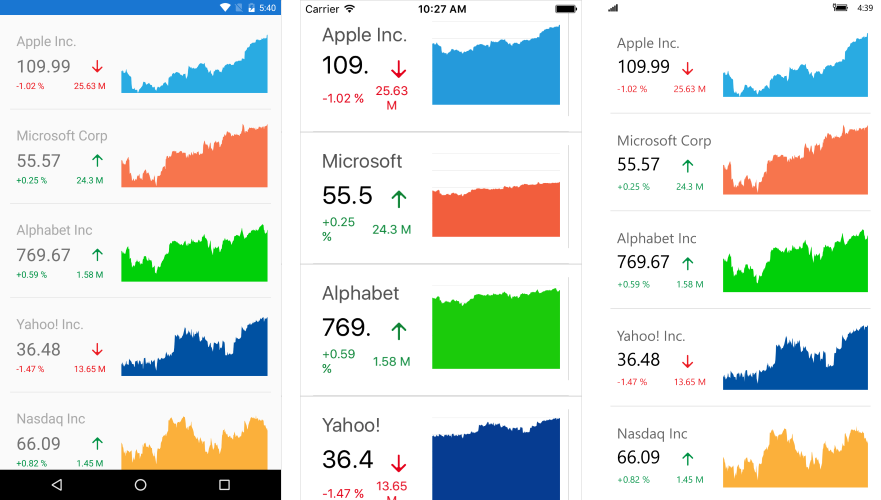 5:40
Apple Inc.
109.99
-1.02 % 25.63 M
Microsoft Corp
55.57
+0.25 % 24.3 M
Alphabet Inc
769.67
+0.59 % 1.58 M
Yahoo! Inc.
36.48
-1.47 % 13.65 M
Nasdaq Inc
66.09
+0.82 % 1.45 M
Carrier 10:27 AM
Apple Inc.
109.
-1.02 % 25.63
M
Microsoft
55.5
+0.25
%
24.3 M
Alphabet
769.
+0.59
%
1.58 M
Yahoo!
36.4
-1.47 % 13.65
M
4:39
Apple Inc.
109.99
-1.02 % 25.63 M
Microsoft Corp
55.57
+0.25 % 24.3 M
Alphabet Inc
769.67
+0.59 % 1.58 M
Yahoo! Inc.
36.48
-1.47 % 13.65 M
Nasdaq Inc
66.09
+0.82 % 1.45 M